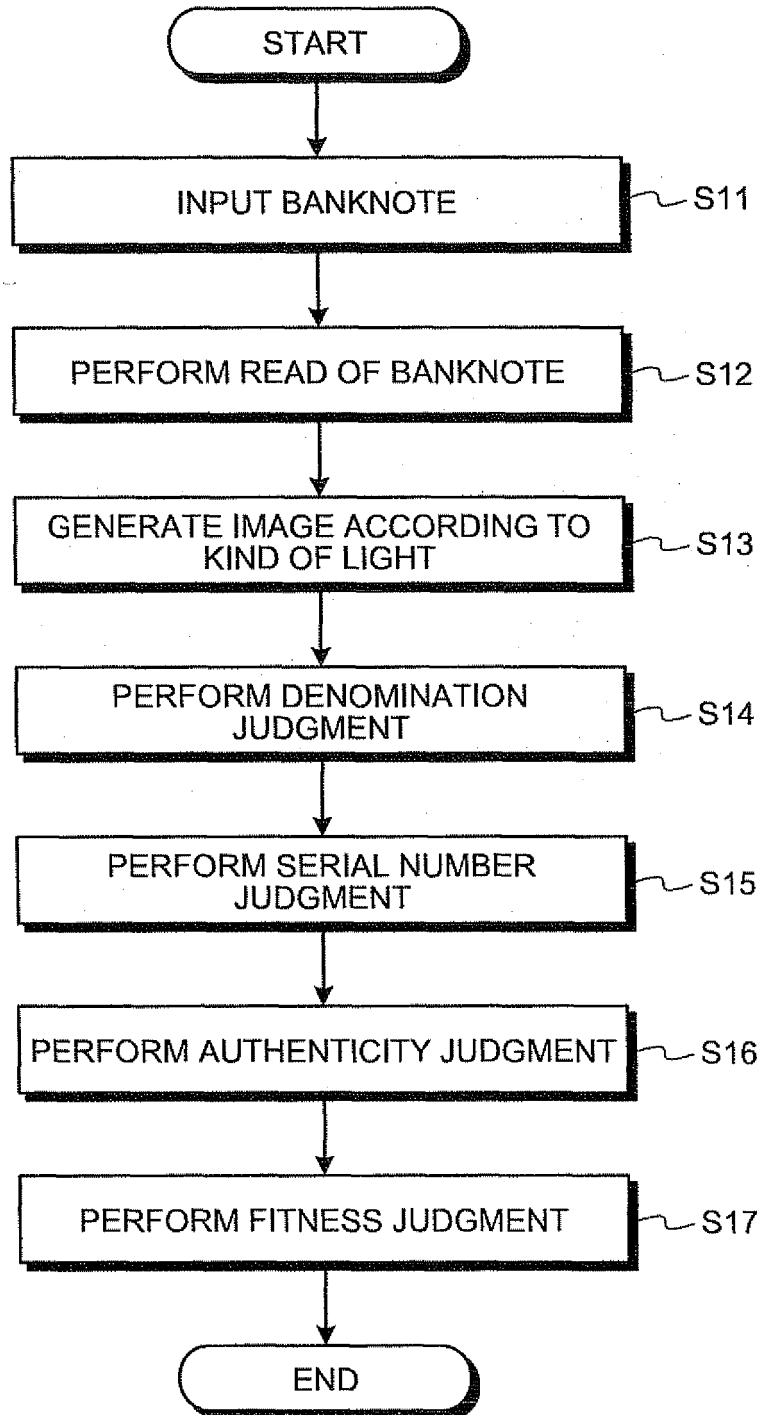 START
INPUT BANKNOTE
S11
PERFORM READ OF BANKNOTE
S12
GENERATE IMAGE ACCORDING TO
KIND OF LIGHT
S13
PERFORM DENOMINATION
JUDGMENT
S14
PERFORM SERIAL NUMBER
JUDGMENT
S15
PERFORM AUTHENTICITY JUDGMENT
S16
PERFORM FITNESS JUDGMENT
S17
END